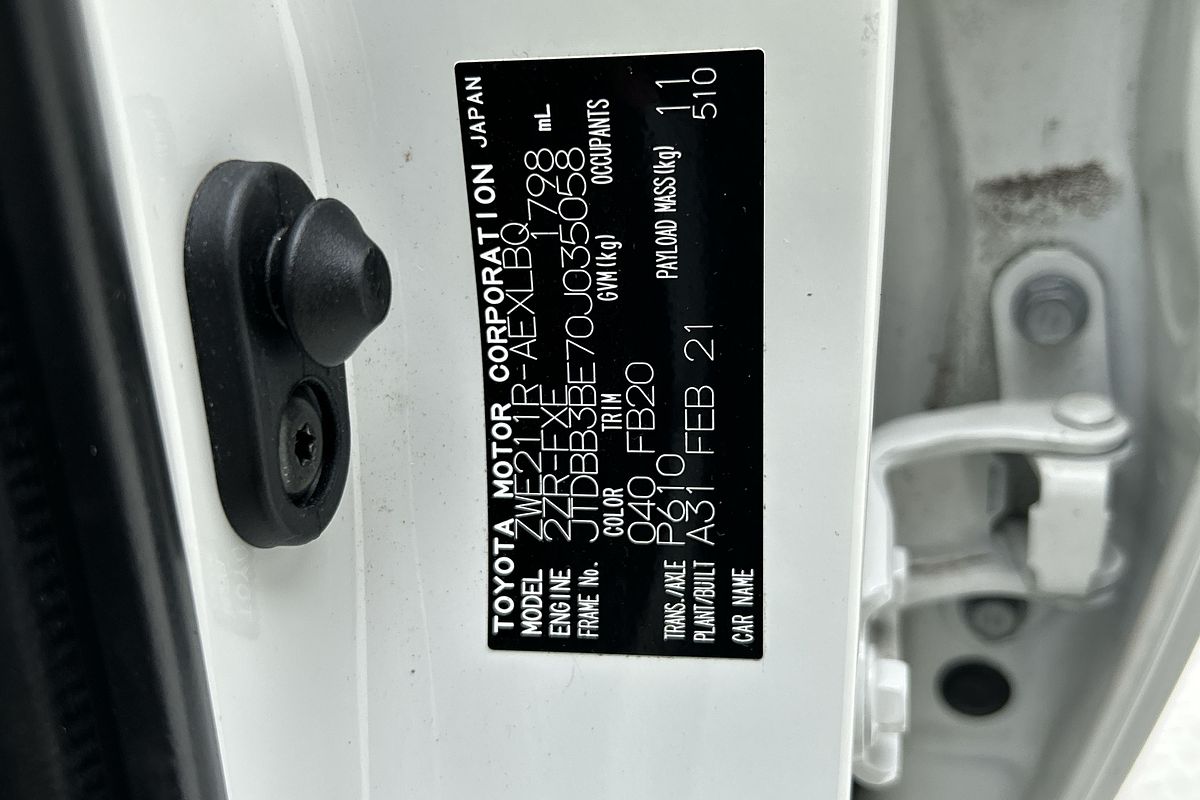 TOYOTA MOTOR CORPORATION JAPAN
MODEL ZWE211R-AEXLBQ
ENGINE 2ZR-FXE 1798 mL
FRAME No. JTDBB3BE70J035058
COLOR TRIM GVM(kg) OCCUPANTS
040 FB20
TRANS./AXLE P610 PAYLOAD MASS(kg) 11
PLANT/BUILT A31 FEB 21 510
CAR NAME